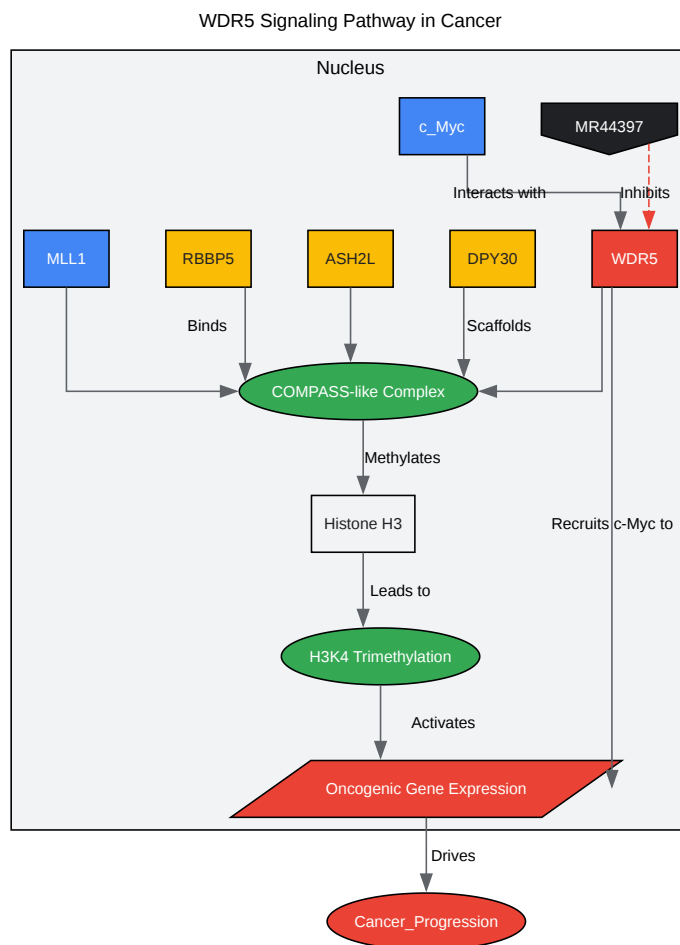 WDR5 Signaling Pathway in Cancer
Nucleus
c_Myc
MR44397
Interacts with
Inhibits
MLL1
RBBP5
ASH2L
DPY30
WDR5
Binds
Scaffolds
COMPASS-like Complex
Methylates
Histone H3
Recruits c-Myc to
Leads to
H3K4 Trimethylation
Activates
Oncogenic Gene Expression
Drives
Cancer_Progression